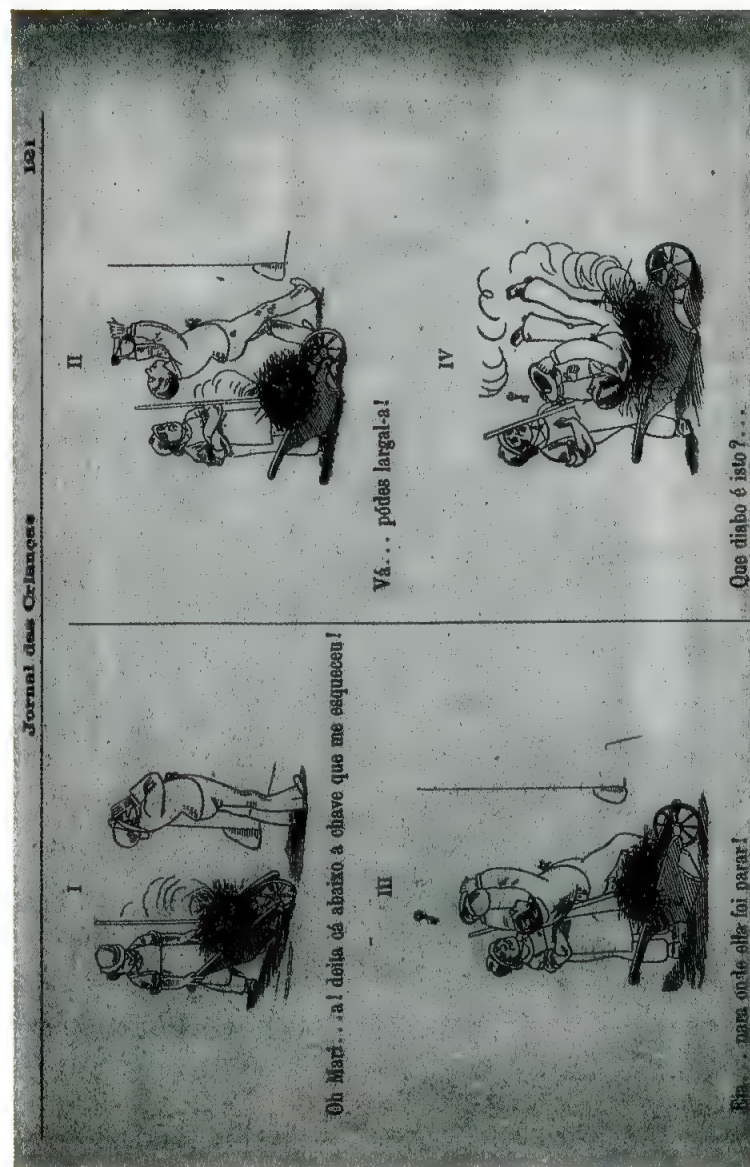 Jornal das Crianças 121
I
Oh Mari...a! deita cá abaixo a chave que me esqueceu!
II
Vá... pódes largal-a!
III
para onde ella foi parar!
IV
Que diabo é isto?...